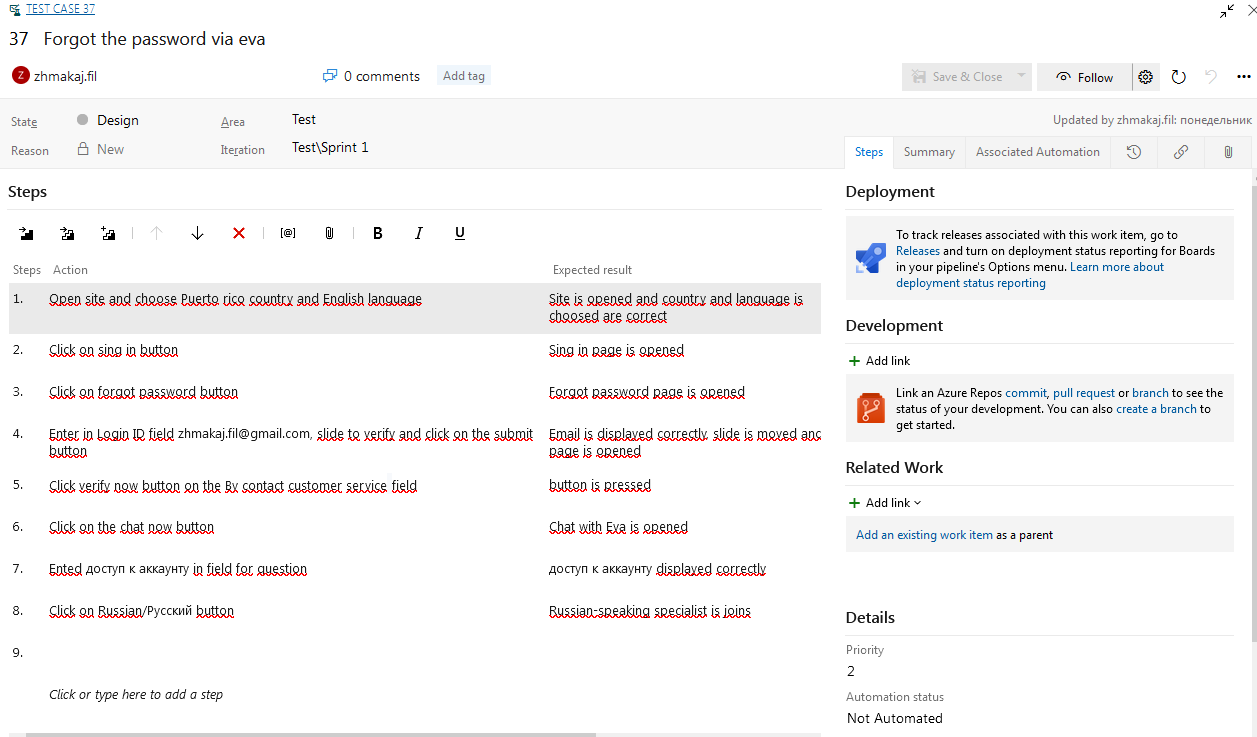 TEST CASE 37
37 Forgot the password via eva
Z zhmakaj.fil 0 comments Add tag Save & Close Follow
State Design Area Test Updated by zhmakaj.fil: понедельник
Reason New Iteration Test\Sprint 1
Steps Summary Associated Automation
Steps
Steps Action Expected result
1. Open site and choose Puerto rico country and English language Site is opened and country and language is
choosed are correct
2. Click on sing in button Sing in page is opened
3. Click on forgot password button Forgot password page is opened
4. Enter in Login ID field zhmakaj.fil@gmail.com, slide to verify and click on the submit Email is displayed correctly, slide is moved and
button page is opened
5. Click verify now button on the By contact customer service field button is pressed
6. Click on the chat now button Chat with Eva is opened
7. Ented доступ к аккаунту in field for question доступ к аккаунту displayed correctly
8. Click on Russian/Русский button Russian-speaking specialist is joins
9.
Click or type here to add a step
Deployment
To track releases associated with this work item, go to
Releases and turn on deployment status reporting for Boards
in your pipeline's Options menu. Learn more about
deployment status reporting
Development
+ Add link
Link an Azure Repos commit, pull request or branch to see the
status of your development. You can also create a branch to
get started.
Related Work
+ Add link
Add an existing work item as a parent
Details
Priority
2
Automation status
Not Automated